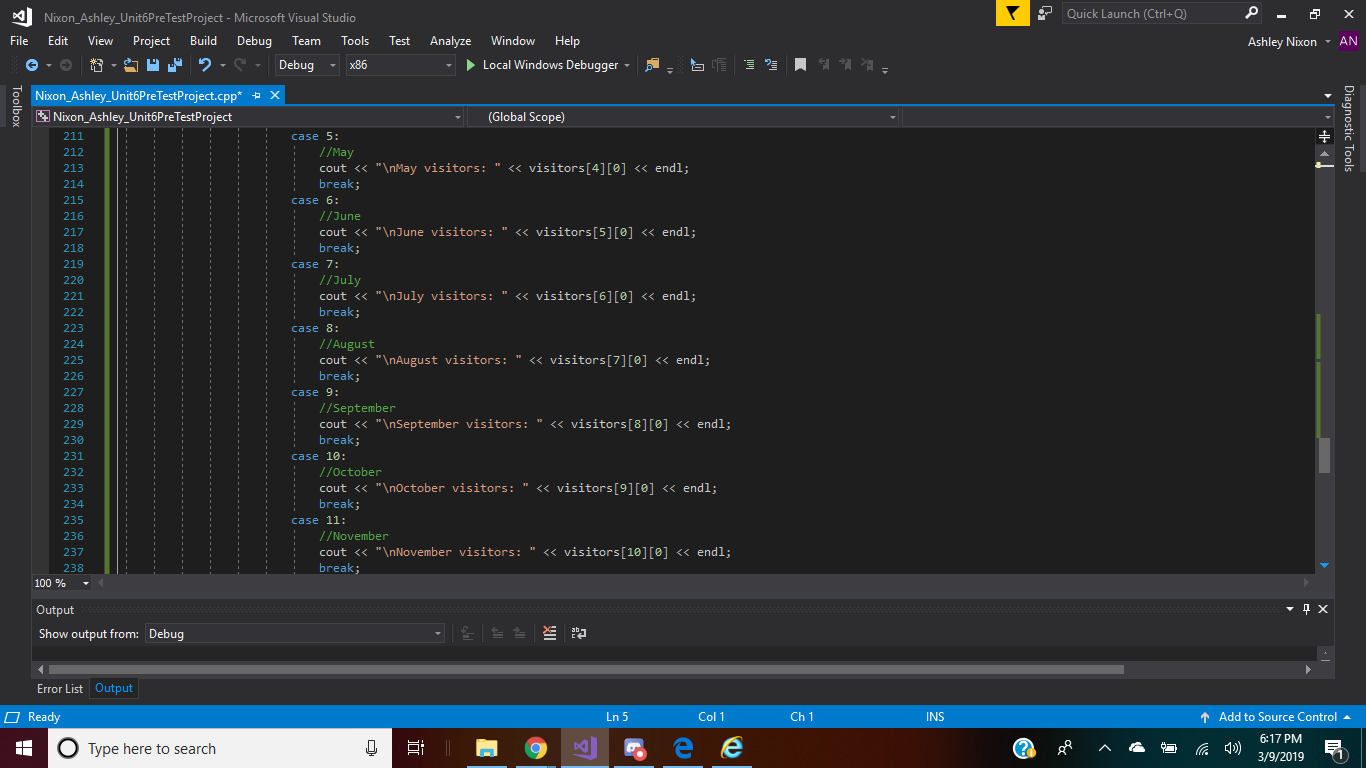 Nixon_Ashley_Unit6PreTestProject - Microsoft Visual Studio
Quick Launch (Ctrl+Q)
File Edit View Project Build Debug Team Tools Test Analyze Window Help
Ashley Nixon AN
Debug x86 Local Windows Debugger
Toolbox
Diagnostic Tools
Nixon_Ashley_Unit6PreTestProject.cpp*
Nixon_Ashley_Unit6PreTestProject (Global Scope)
211 case 5:
212 //May
213 cout << "\nMay visitors: " << visitors[4][0] << endl;
214 break;
215 case 6:
216 //June
217 cout << "\nJune visitors: " << visitors[5][0] << endl;
218 break;
219 case 7:
220 //July
221 cout << "\nJuly visitors: " << visitors[6][0] << endl;
222 break;
223 case 8:
224 //August
225 cout << "\nAugust visitors: " << visitors[7][0] << endl;
226 break;
227 case 9:
228 //September
229 cout << "\nSeptember visitors: " << visitors[8][0] << endl;
230 break;
231 case 10:
232 //October
233 cout << "\nOctober visitors: " << visitors[9][0] << endl;
234 break;
235 case 11:
236 //November
237 cout << "\nNovember visitors: " << visitors[10][0] << endl;
238 break;
100 %
Output
Show output from: Debug
Error List Output
Ready Ln 5 Col 1 Ch 1 INS Add to Source Control
Type here to search
6:17 PM
3/9/2019
1